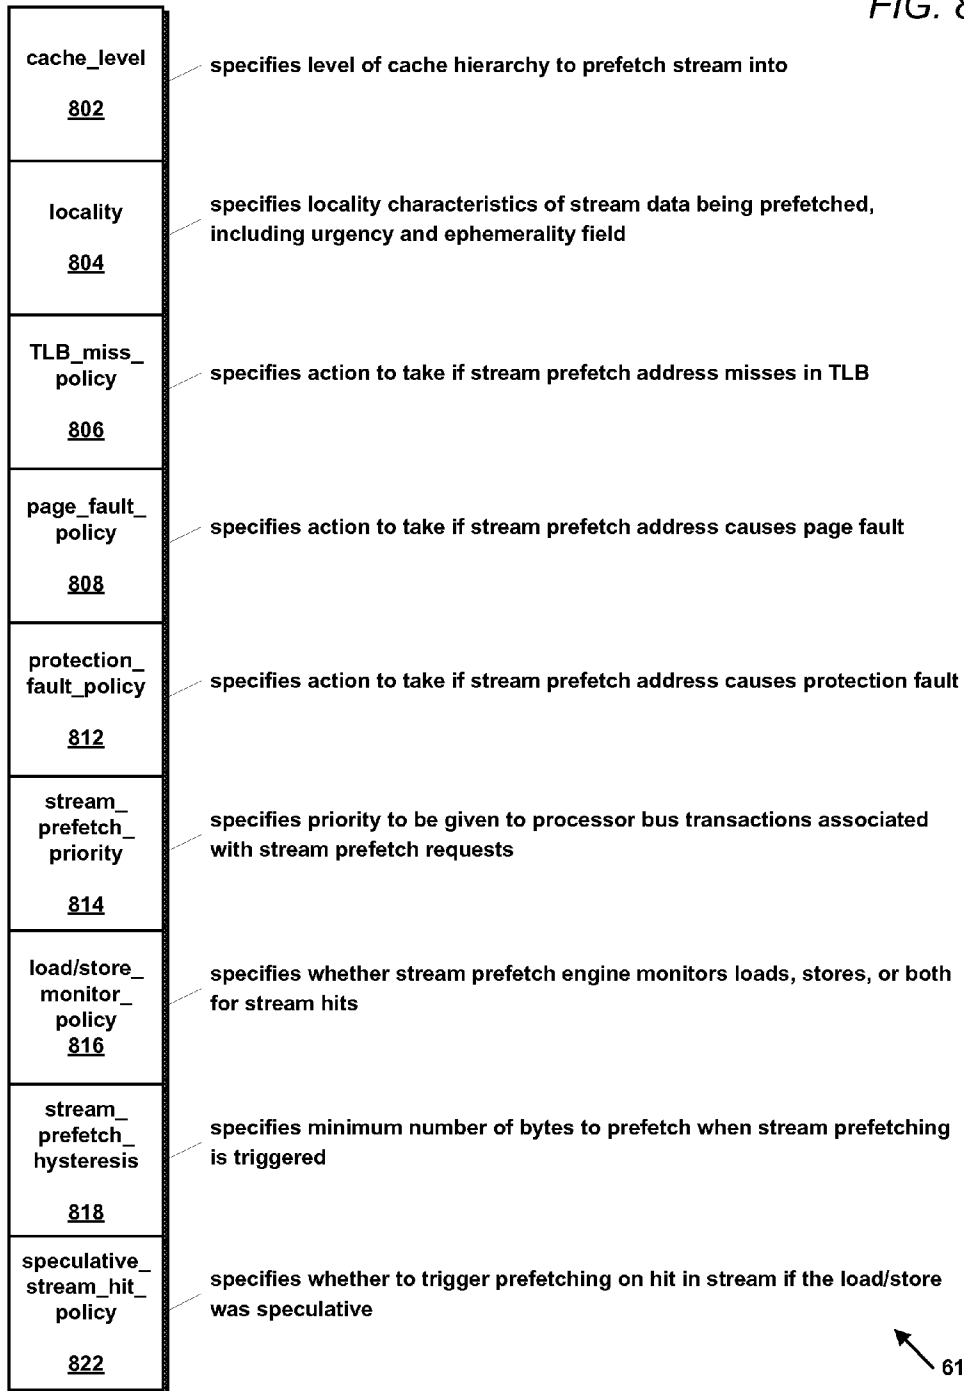 FIG. 8
cache_level
802
specifies level of cache hierarchy to prefetch stream into
locality
804
specifies locality characteristics of stream data being prefetched,
including urgency and ephemerality field
TLB_miss_
policy
806
specifies action to take if stream prefetch address misses in TLB
page_fault_
policy
808
specifies action to take if stream prefetch address causes page fault
protection_
fault_policy
812
specifies action to take if stream prefetch address causes protection fault
stream_
prefetch_
priority
814
specifies priority to be given to processor bus transactions associated
with stream prefetch requests
load/store_
monitor_
policy
816
specifies whether stream prefetch engine monitors loads, stores, or both
for stream hits
stream_
prefetch_
hysteresis
818
specifies minimum number of bytes to prefetch when stream prefetching
is triggered
speculative_
stream_hit_
policy
822
specifies whether to trigger prefetching on hit in stream if the load/store
was speculative
61